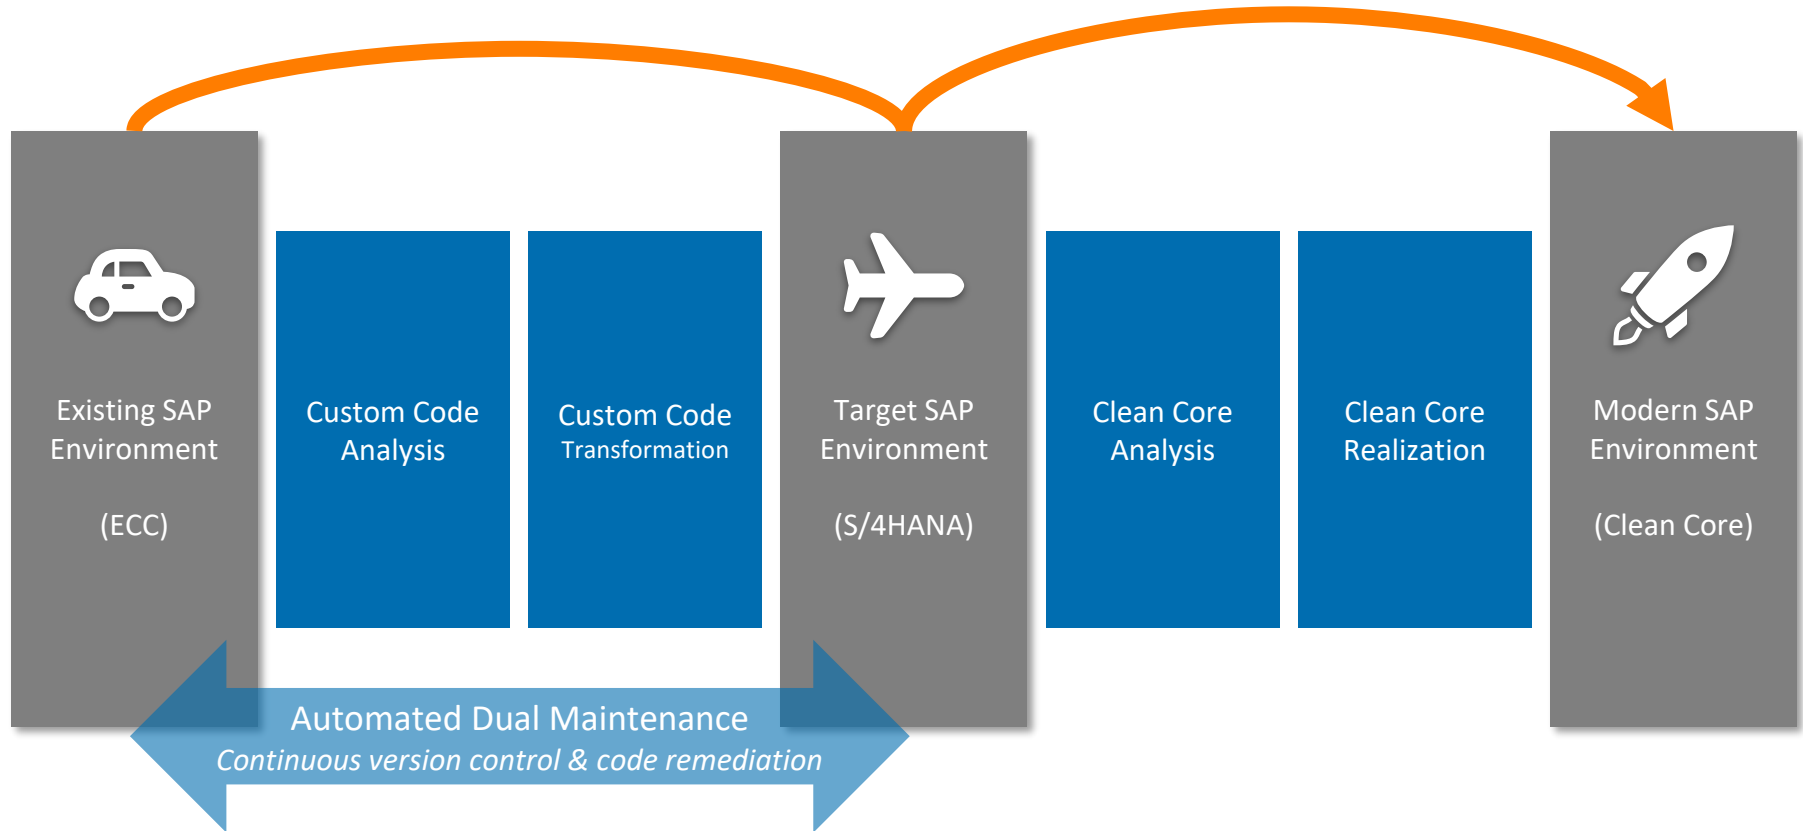 Existing SAP
Environment
(ECC)
Custom Code
Analysis
Custom Code
Transformation
Target SAP
Environment
(S/4HANA)
Clean Core
Analysis
Clean Core
Realization
Modern SAP
Environment
(Clean Core)
Automated Dual Maintenance
Continuous version control & code remediation